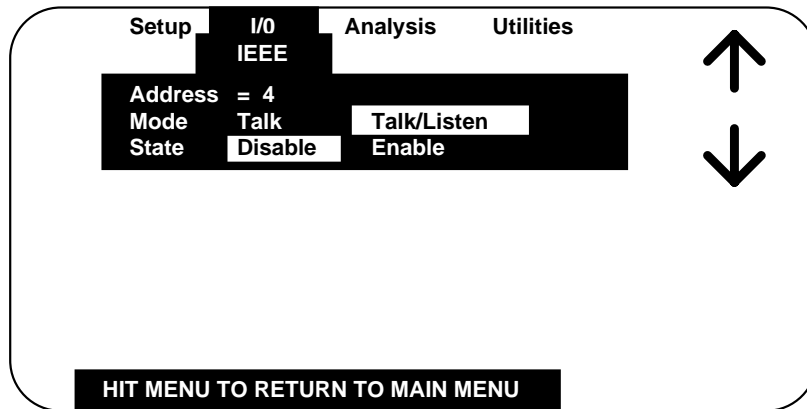 Setup I/0 Analysis Utilities
IEEE
Address = 4
Mode Talk Talk/Listen
State Disable Enable
HIT MENU TO RETURN TO MAIN MENU